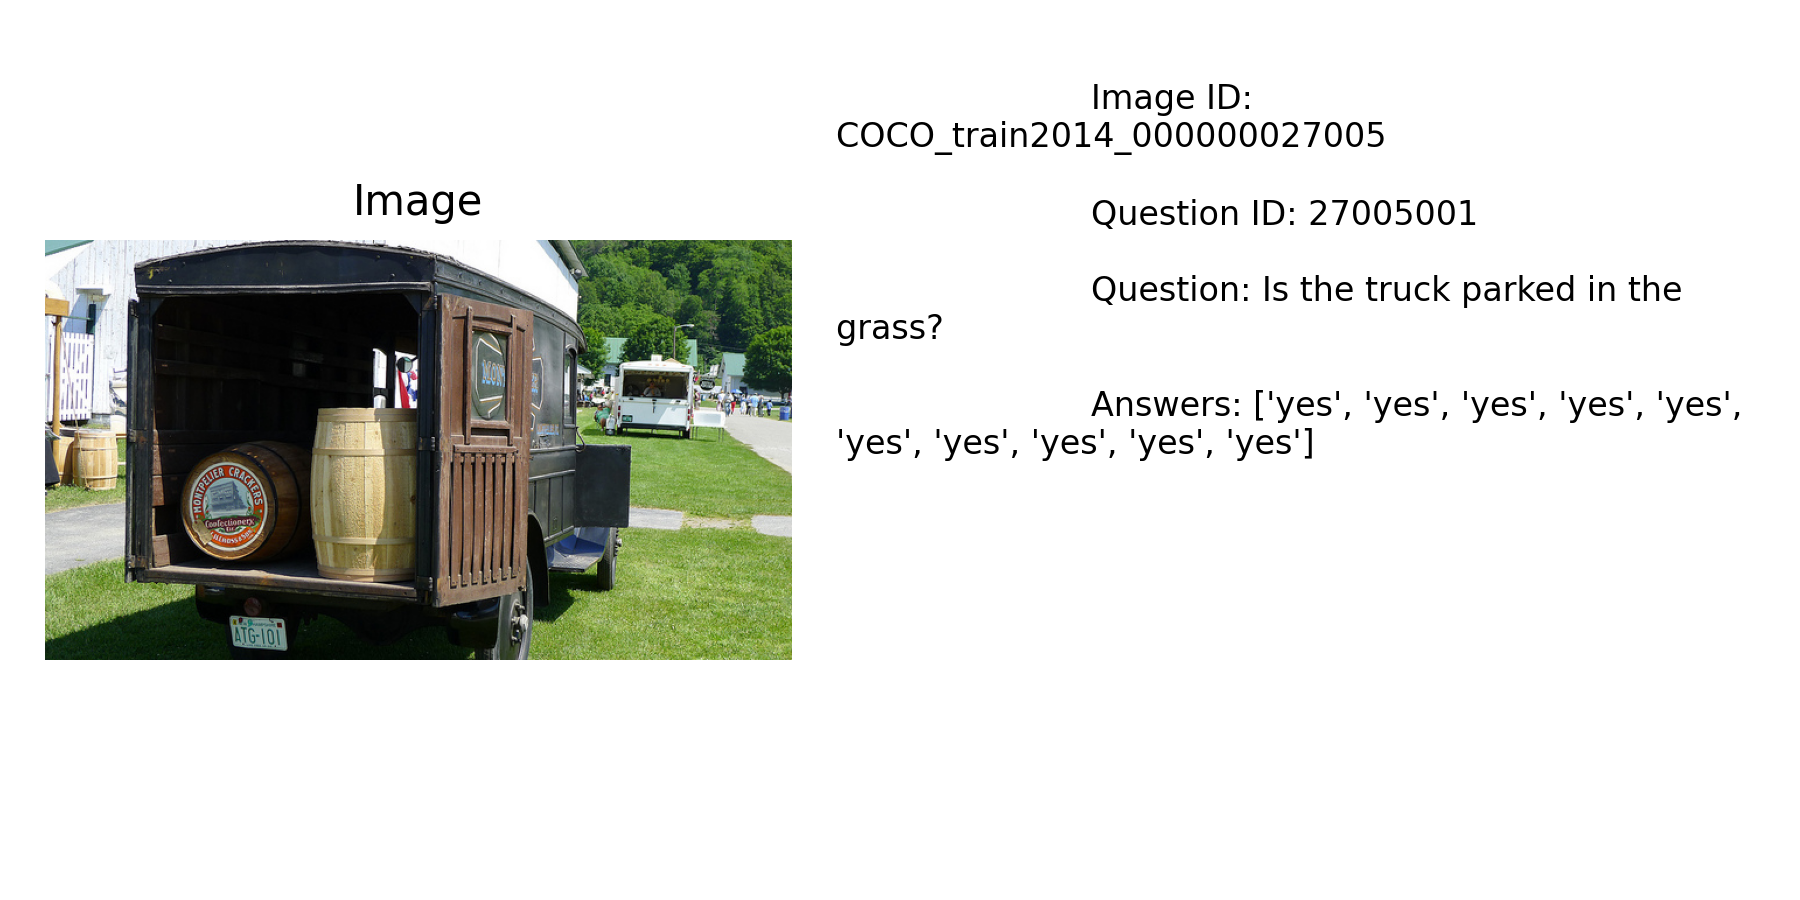 Image ID:
COCO_train2014_000000027005
Question ID: 27005001
Image
Question: Is the truck parked in the
grass?
Answers: ['yes', 'yes', 'yes', 'yes', 'yes',
'yes', 'yes', 'yes', 'yes', 'yes']
MONTPELIER CRACKERS
Confectionery
ATG-101